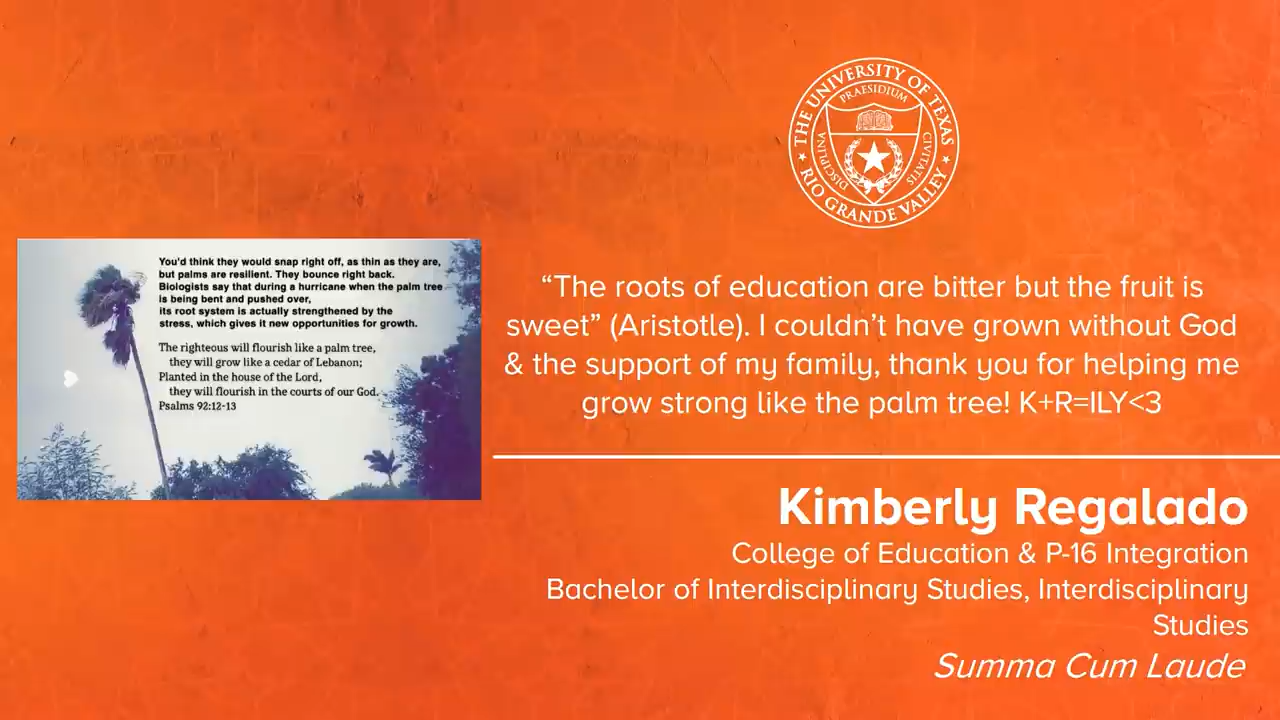 THE UNIVERSITY OF TEXAS
PRAESIDIUM
DISCIPLINA
CIVITATIS
RIO GRANDE VALLEY
You'd think they would snap right off, as thin as they are,
but palms are resilient. They bounce right back.
Biologists say that during a hurricane when the palm tree
is being bent and pushed over,
its root system is actually strengthened by the
stress, which gives it new opportunities for growth.
The righteous will flourish like a palm tree,
they will grow like a cedar of Lebanon;
Planted in the house of the Lord,
they will flourish in the courts of our God.
Psalms 92:12-13
“The roots of education are bitter but the fruit is
sweet” (Aristotle). I couldn’t have grown without God
& the support of my family, thank you for helping me
grow strong like the palm tree! K+R=ILY<3
Kimberly Regalado
College of Education & P-16 Integration
Bachelor of Interdisciplinary Studies, Interdisciplinary
Studies
Summa Cum Laude